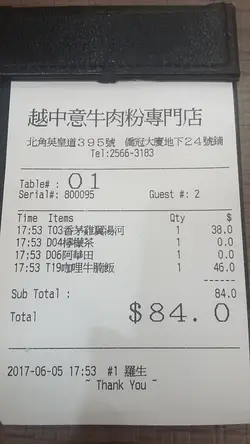 越中意牛肉粉專門店
北角英皇道395號 僑冠大廈地下24號鋪
Tel:2566-3183
Table# : 01
Serial#: 800095 Guest #: 2
Time Items Qty $
17:53 T03香茅雞翼湯河 1 38.0
17:53 D04檸檬茶 1 0.0
17:53 D06阿華田 1 0.0
17:53 T19咖哩牛腩飯 1 46.0
Sub Total : 84.0
Total $84.0
2017-06-05 17:53 #1 羅生
~ Thank You ~